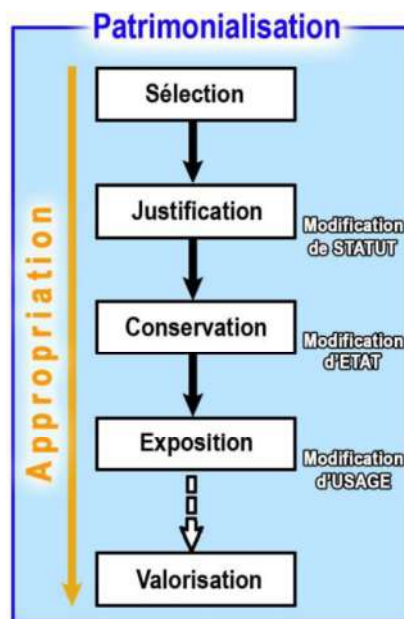 Patrimonialisation
Sélection
Justification
Modification
de STATUT
Conservation
Modification
d'ETAT
Exposition
Modification
d'USAGE
Valorisation
Appropriation